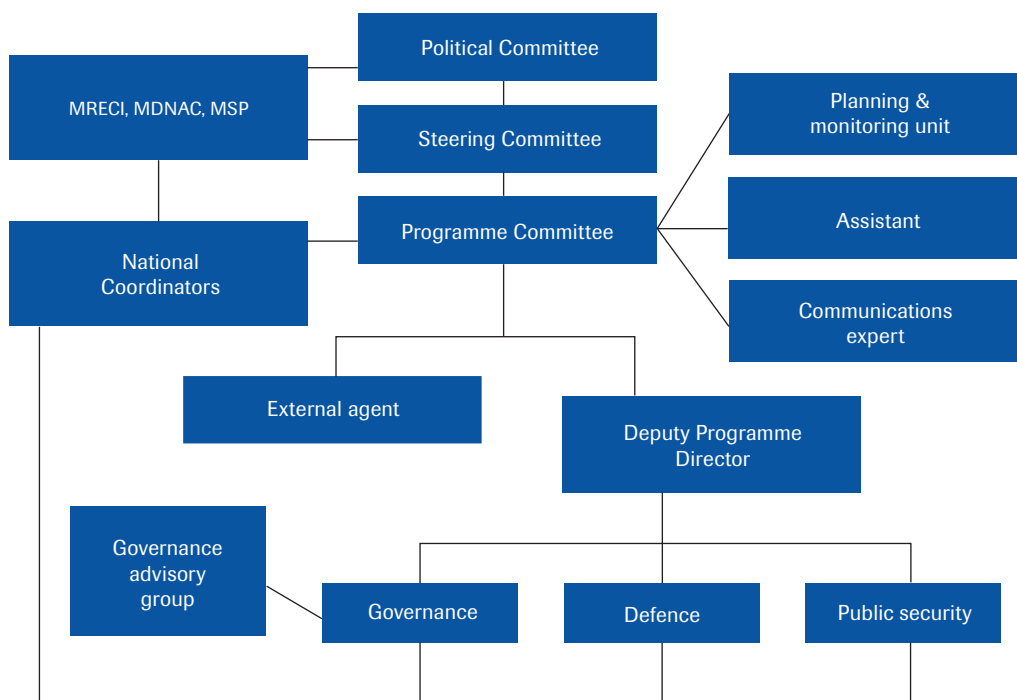 Political Committee
MRECI, MDNAC, MSP
Steering Committee
Planning &
monitoring unit
National
Coordinators
Programme Committee
Assistant
Communications
expert
External agent
Deputy Programme
Director
Governance
advisory
group
Governance
Defence
Public security